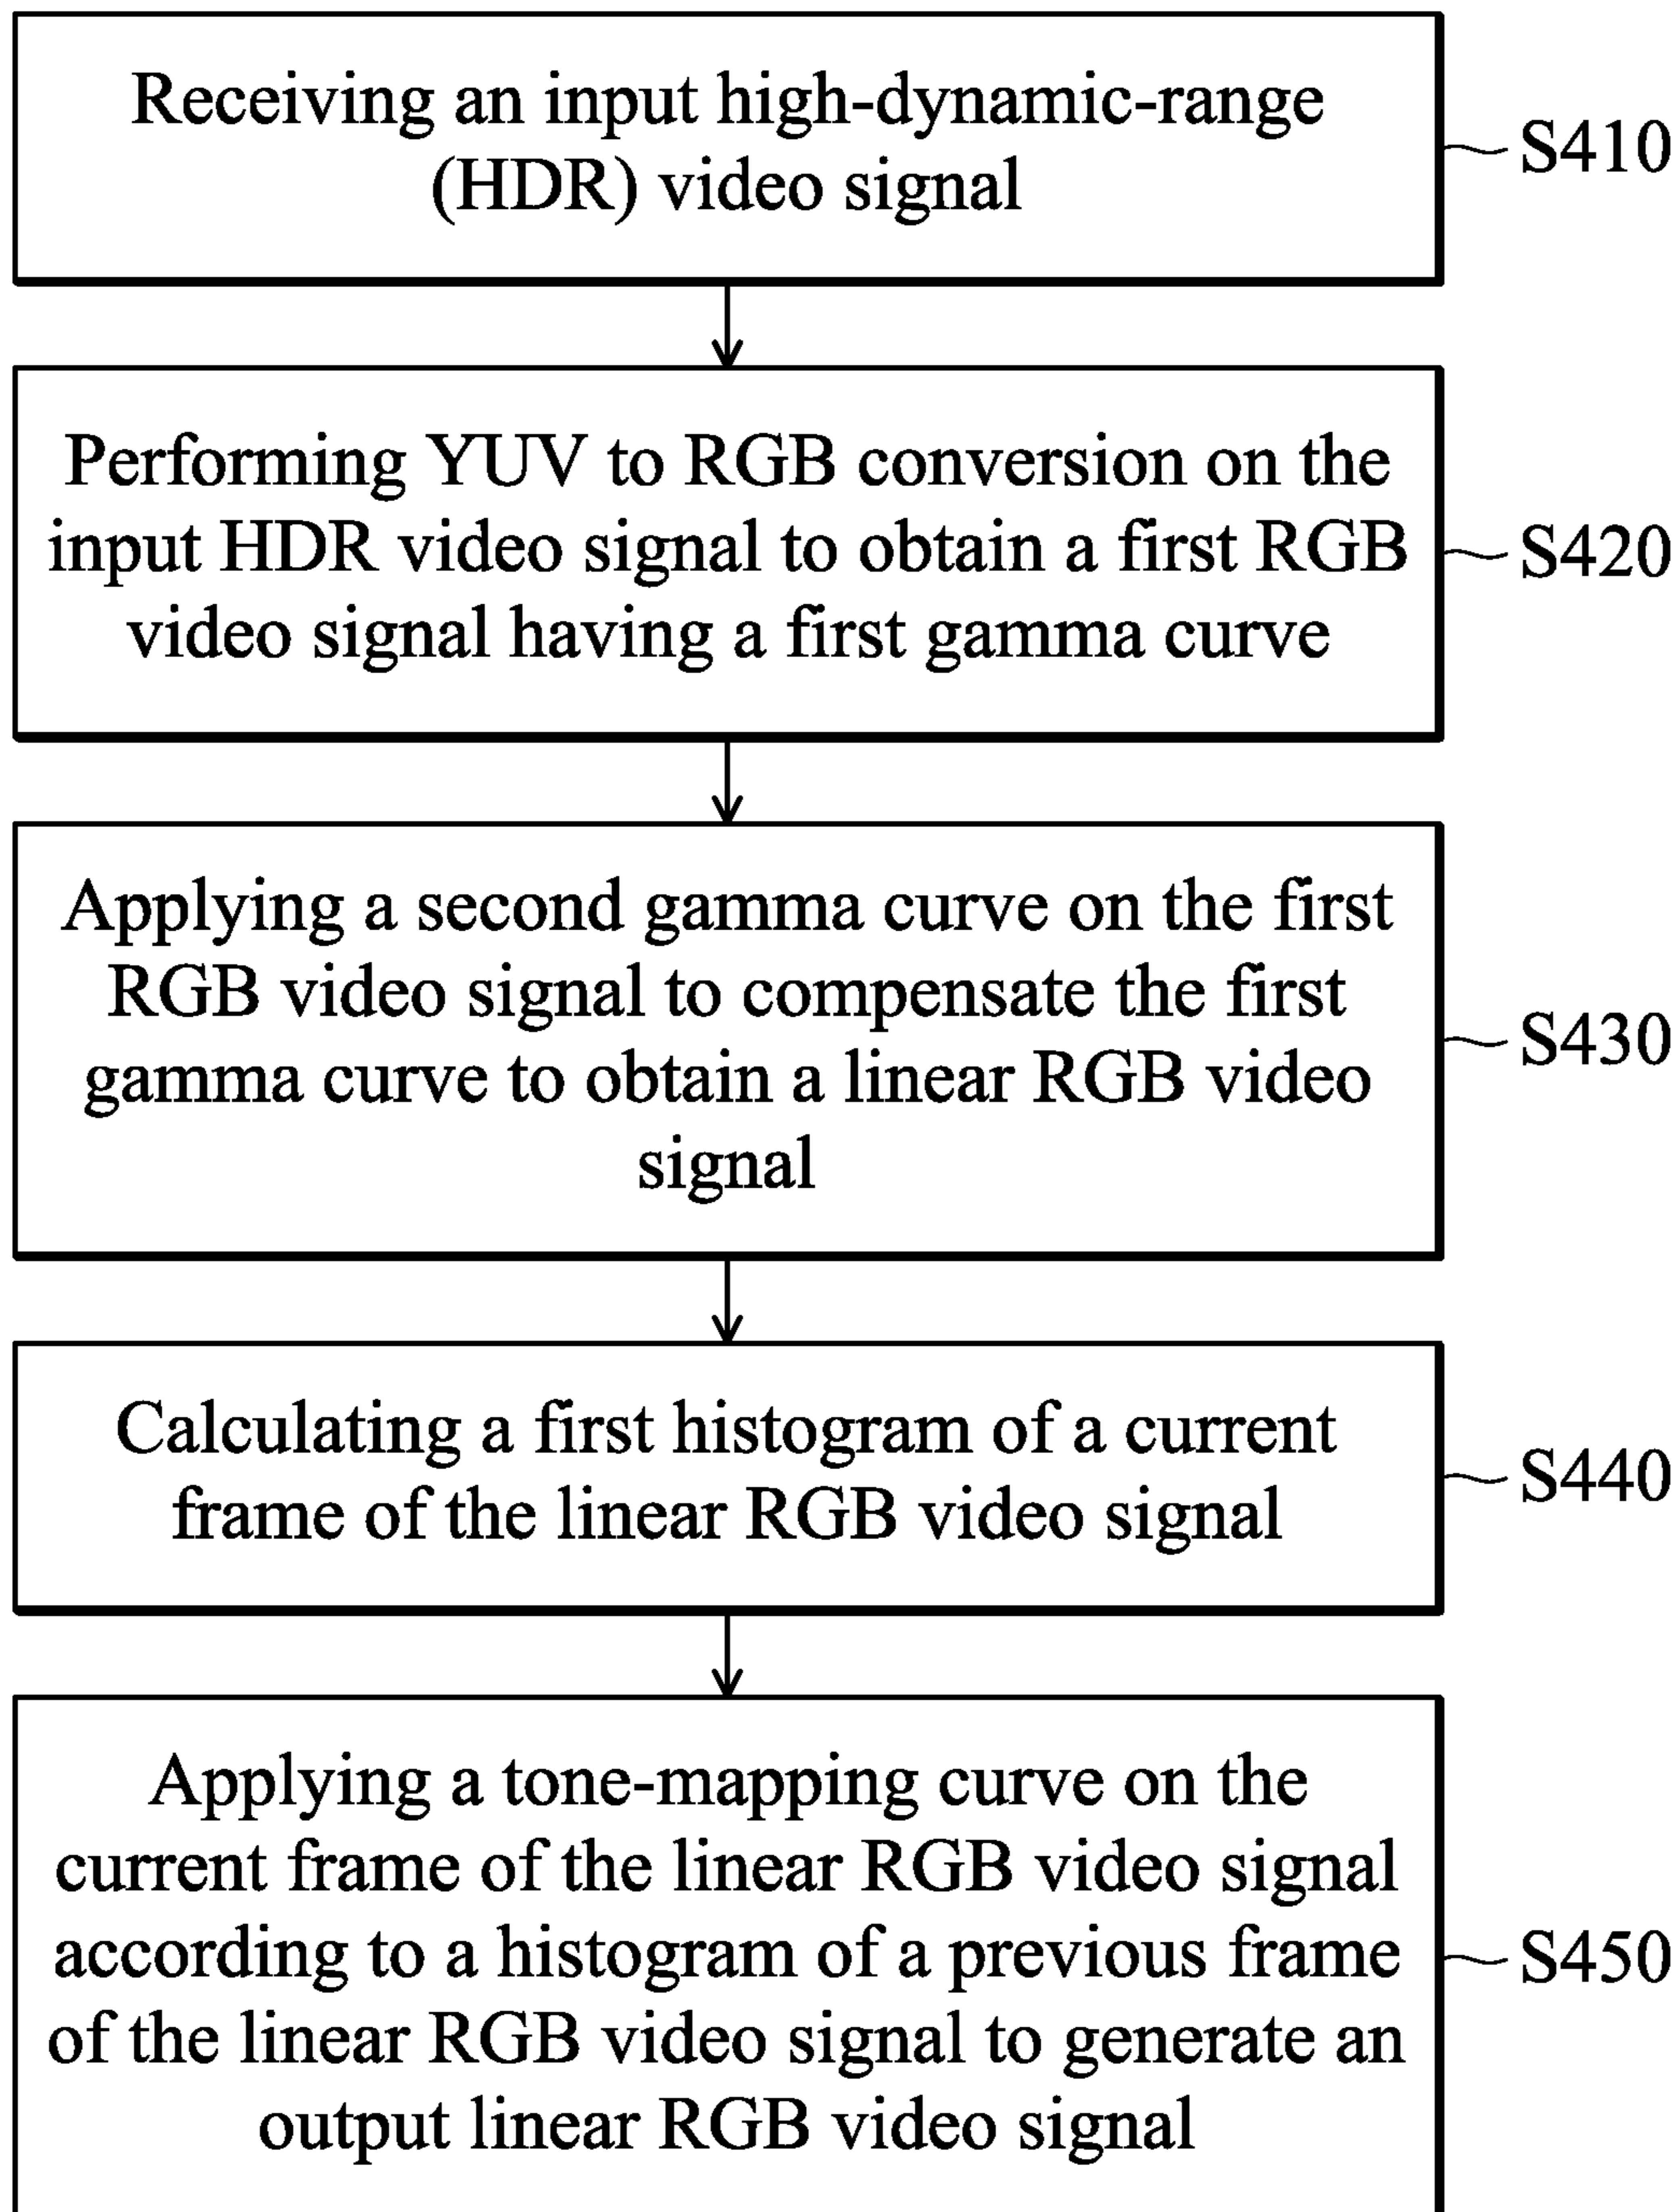 Receiving an input high-dynamic-range
(HDR) video signal
S410
Performing YUV to RGB conversion on the
input HDR video signal to obtain a first RGB
video signal having a first gamma curve
S420
Applying a second gamma curve on the first
RGB video signal to compensate the first
gamma curve to obtain a linear RGB video
signal
S430
Calculating a first histogram of a current
frame of the linear RGB video signal
S440
Applying a tone-mapping curve on the
current frame of the linear RGB video signal
according to a histogram of a previous frame
of the linear RGB video signal to generate an
output linear RGB video signal
S450